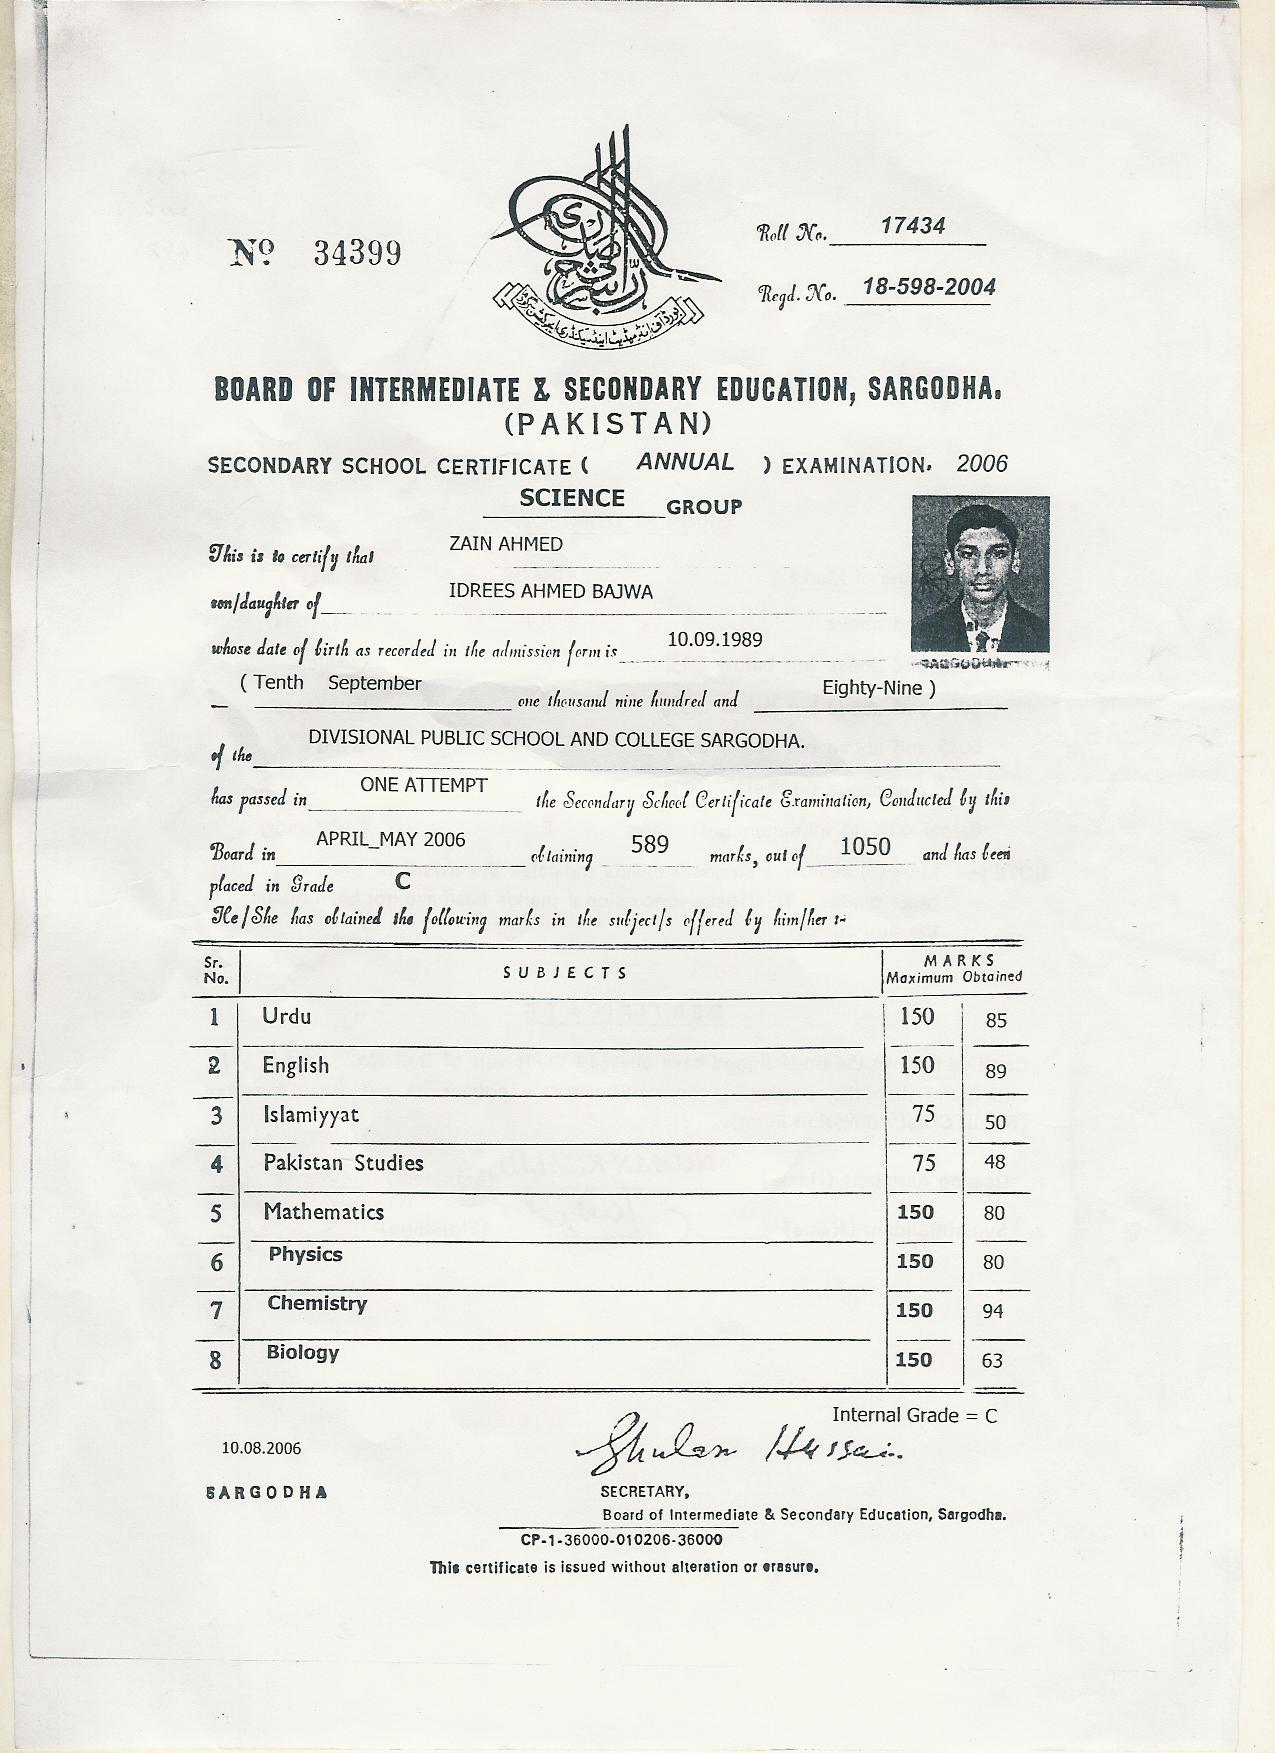 Nº 34399
Roll No. 17434
Regd. No. 18-598-2004
BOARD OF INTERMEDIATE & SECONDARY EDUCATION, SARGODHA.
(PAKISTAN)
SECONDARY SCHOOL CERTIFICATE ( ANNUAL ) EXAMINATION. 2006
SCIENCE GROUP
This is to certify that ZAIN AHMED
son/daughter of IDREES AHMED BAJWA
whose date of birth as recorded in the admission form is 10.09.1989
( Tenth September one thousand nine hundred and Eighty-Nine )
of the DIVISIONAL PUBLIC SCHOOL AND COLLEGE SARGODHA.
has passed in ONE ATTEMPT the Secondary School Certificate Examination, Conducted by this
Board in APRIL_MAY 2006 obtaining 589 marks, out of 1050 and has been
placed in Grade C
He/She has obtained the following marks in the subject/s offered by him/her :-
Sr. No. SUBJECTS MARKS
Maximum Obtained
1 Urdu 150 85
2 English 150 89
3 Islamiyyat 75 50
4 Pakistan Studies 75 48
5 Mathematics 150 80
6 Physics 150 80
7 Chemistry 150 94
8 Biology 150 63
Internal Grade = C
10.08.2006
Ghulam Hussain
SARGODHA
SECRETARY,
Board of Intermediate & Secondary Education, Sargodha.
CP-1-36000-010206-36000
This certificate is issued without alteration or erasure.